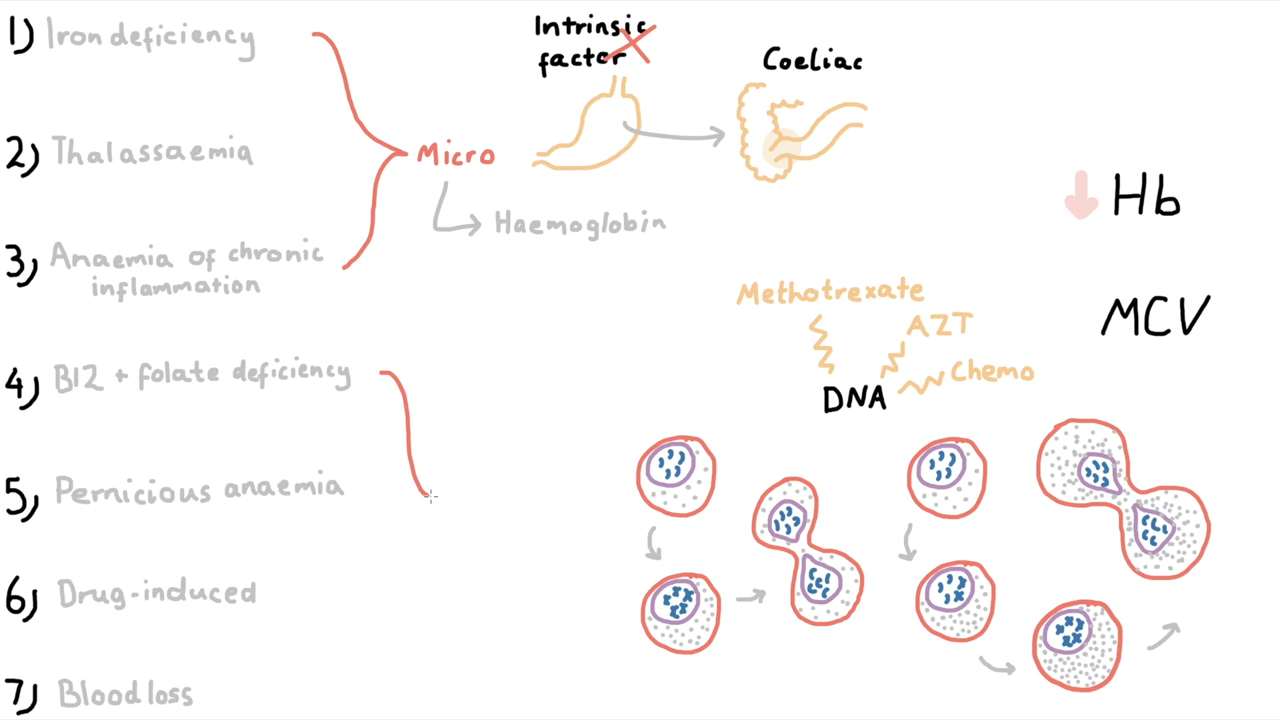 1) Iron deficiency
2) Thalassaemia
3) Anaemia of chronic
inflammation
4) B12 + folate deficiency
5) Pernicious anaemia
6) Drug-induced
7) Blood loss
Micro
Haemoglobin
Intrinsic
factor
Coeliac
Hb
MCV
Methotrexate
AZT
Chemo
DNA